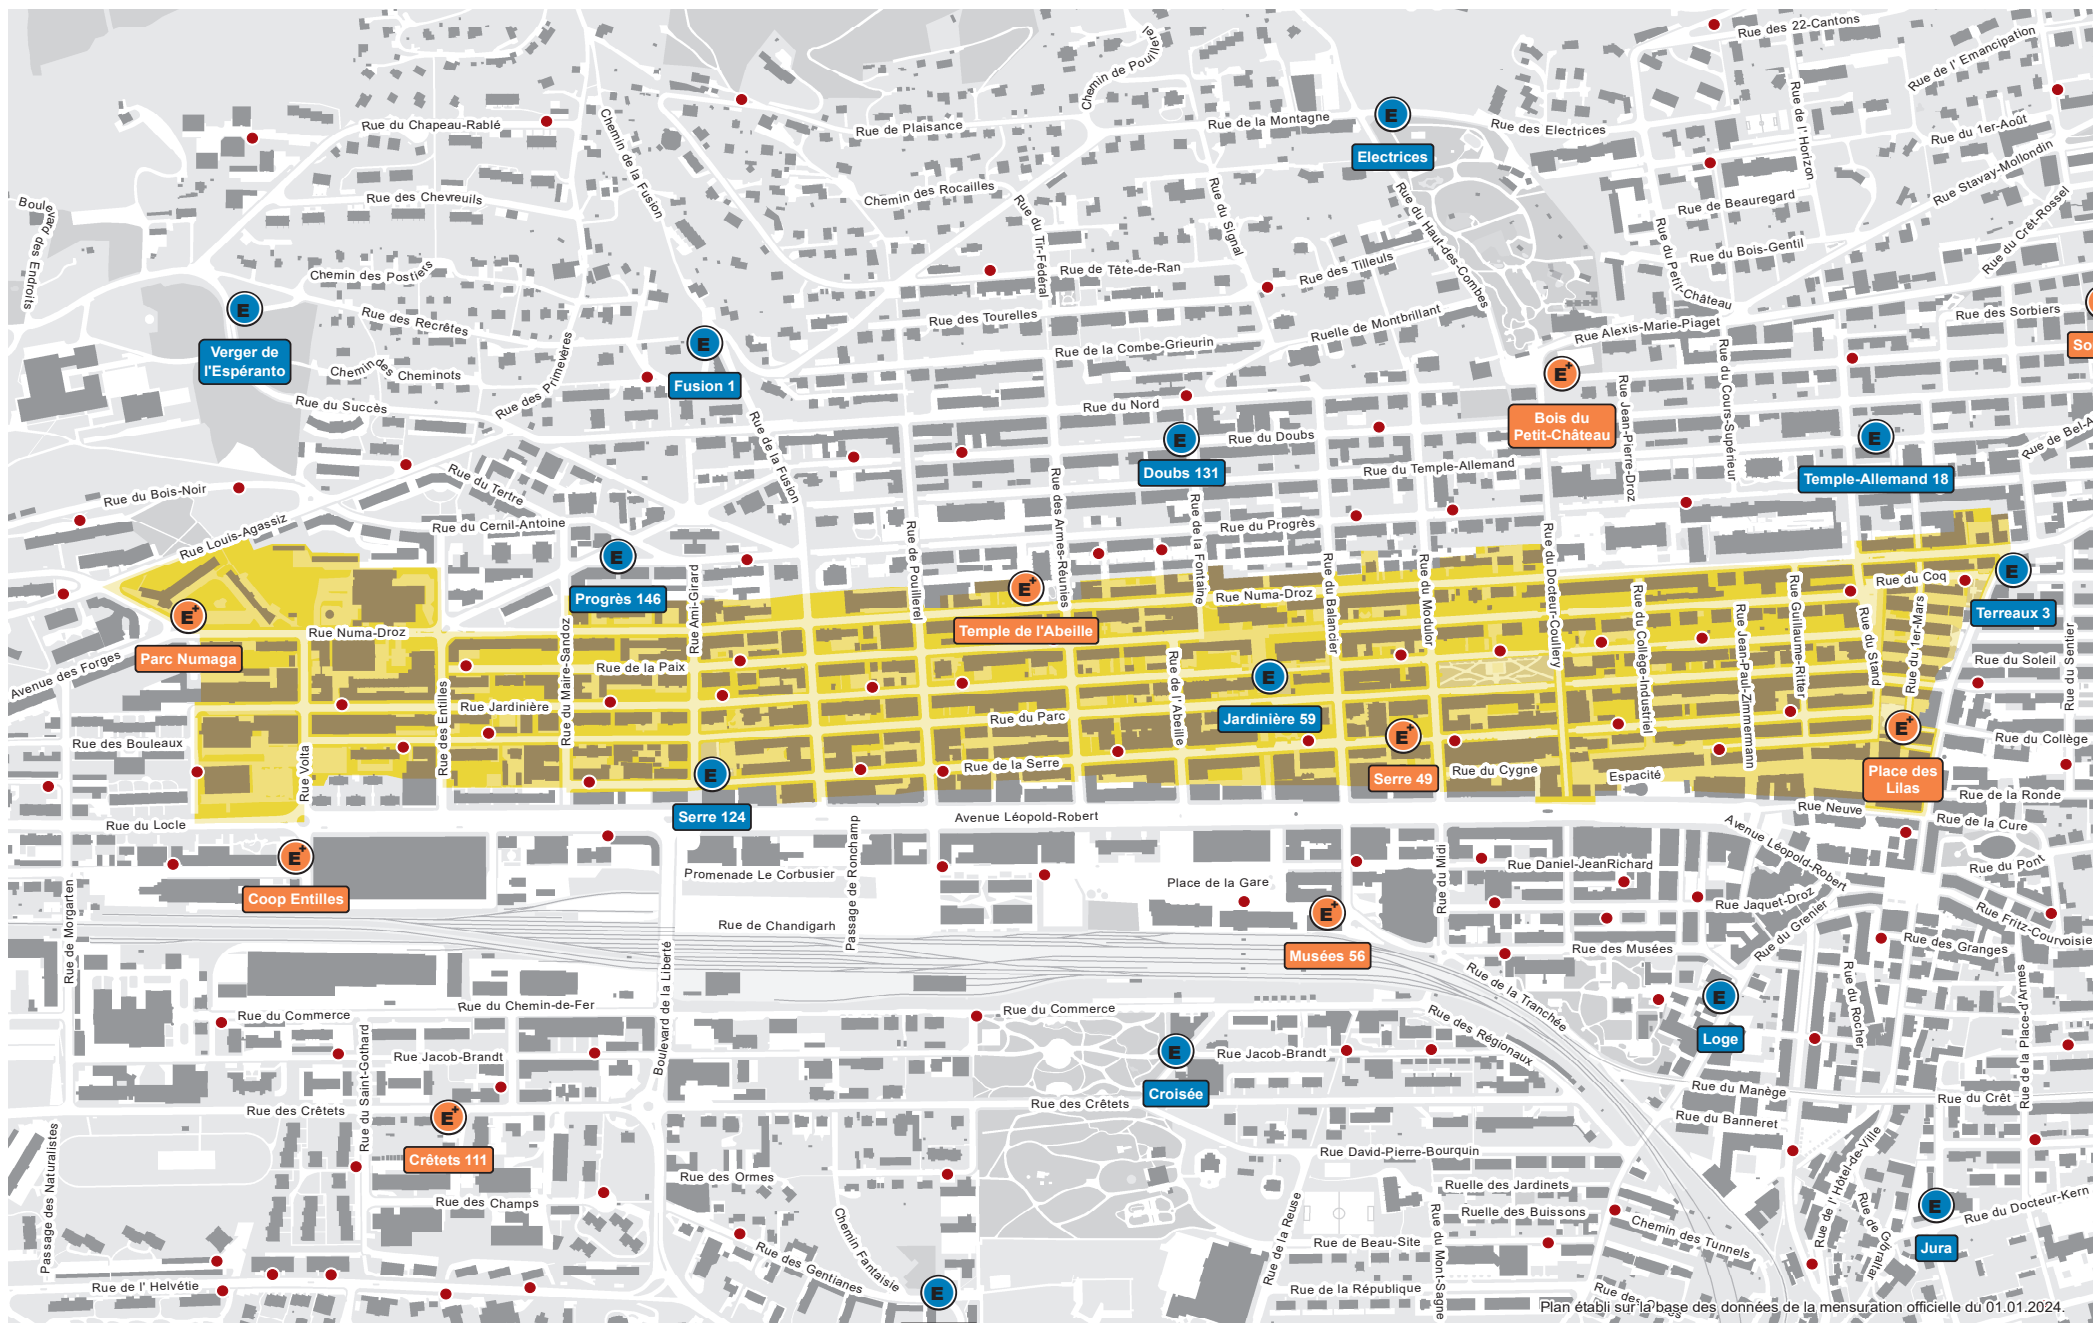 Rue des 22-Cantons
Rue de l' Emancipation
Chemin de Pouillerel
Rue du Chapeau-Rablé
Chemin de la Fusion
Rue de Plaisance
Rue de la Montagne
E
Rue des Electrices
Rue de l' Horizon
Rue du 1er-Août
Electrices
Rue Stavay-Mollondin
Rue des Chevreuils
Chemin des Rocailles
Rue du Tir-Fédéral
Rue du Signal
Rue du Haut-des-Combes
Rue de Beauregard
Rue du Crêt-Rossel
Boulevard des Endroits
Rue du Petit-Château
Rue du Bois-Gentil
Chemin des Postiers
Rue de Tête-de-Ran
Rue des Tilleuls
E
Rue des Recrêtes
Rue des Tourelles
Ruelle de Montbrillant
Rue Alexis-Marie-Piaget
Rue des Sorbiers
Verger de
l'Espéranto
Chemin des Cheminots
Rue des Primevères
E
Fusion 1
Rue de la Combe-Grieurin
Rue du Cours-Supérieur
So
E+
Bois du
Petit-Château
Rue Jean-Pierre-Droz
Rue du Succès
Rue de la Fusion
Rue du Nord
E
Rue du Doubs
Doubs 131
Rue du Temple-Allemand
E
Temple-Allemand 18
Rue de Bel-A
Rue du Bois-Noir
Rue du Tertre
Rue Louis-Agassiz
Rue du Cernil-Antoine
Rue de Pouillerel
Rue des Armes-Réunies
Rue de la Fontaine
Rue du Progrès
Rue du Docteur-Coullery
E
Progrès 146
Rue Ami-Girard
E+
Temple de l'Abeille
Rue Numa-Droz
Rue du Balancier
Rue du Modulor
Rue du Collège-Industriel
Rue Jean-Paul-Zimmermann
Rue Guillaume-Ritter
Rue du Coq
E
Terreaux 3
Rue du Stand
Rue du 1er-Mars
Rue du Sentier
E+
Parc Numaga
Rue Numa-Droz
Avenue des Forges
Rue du Maire-Sandoz
Rue de la Paix
Rue du Soleil
Rue de l' Abeille
E
Jardinière 59
Rue des Entilles
Rue Jardinière
Rue du Parc
E+
Serre 49
E+
Place des
Lilas
Rue des Bouleaux
Rue Volta
Rue du Collège
E
Serre 124
Rue de la Serre
Rue du Cygne
Espacité
Rue de la Ronde
Rue Neuve
Rue du Locle
Avenue Léopold-Robert
Avenue Léopold-Robert
Rue de la Cure
E+
Coop Entilles
Promenade Le Corbusier
Passage de Ronchamp
Place de la Gare
Rue du Midi
Rue Daniel-JeanRichard
Rue du Pont
Rue de Morgarten
Rue de Chandigarh
E+
Musées 56
Rue Jaquet-Droz
Rue du Grenier
Rue Fritz-Courvoisier
Rue des Musées
Rue des Granges
Boulevard de la Liberté
Rue de la Tranchée
Rue du Rocher
Rue de la Place-d'Armes
Rue du Chemin-de-Fer
Rue du Commerce
Rue du Commerce
Rue des Régionaux
E
Loge
Rue du Saint-Gothard
Rue Jacob-Brandt
E
Croisée
Rue Jacob-Brandt
Rue du Manège
Rue du Crêt
Rue des Crêtets
Rue des Crêtets
E+
Crêtets 111
Rue du Banneret
Passage des Naturalistes
Rue David-Pierre-Bourquin
Rue de l' Hôtel-de-Ville
Rue des Ormes
Ruelle des Jardinets
Rue des Champs
Chemin Fantaisie
Rue de la Reuse
Rue du Mont-Sagne
Ruelle des Buissons
Rue de Gibraltar
E
Jura
Rue du Docteur-Kern
Rue des Gentianes
Rue de Beau-Site
Chemin des Tunnels
Rue de l' Helvétie
E
Rue de la République
Plan établi sur la base des données de la mensuration officielle du 01.01.2024.